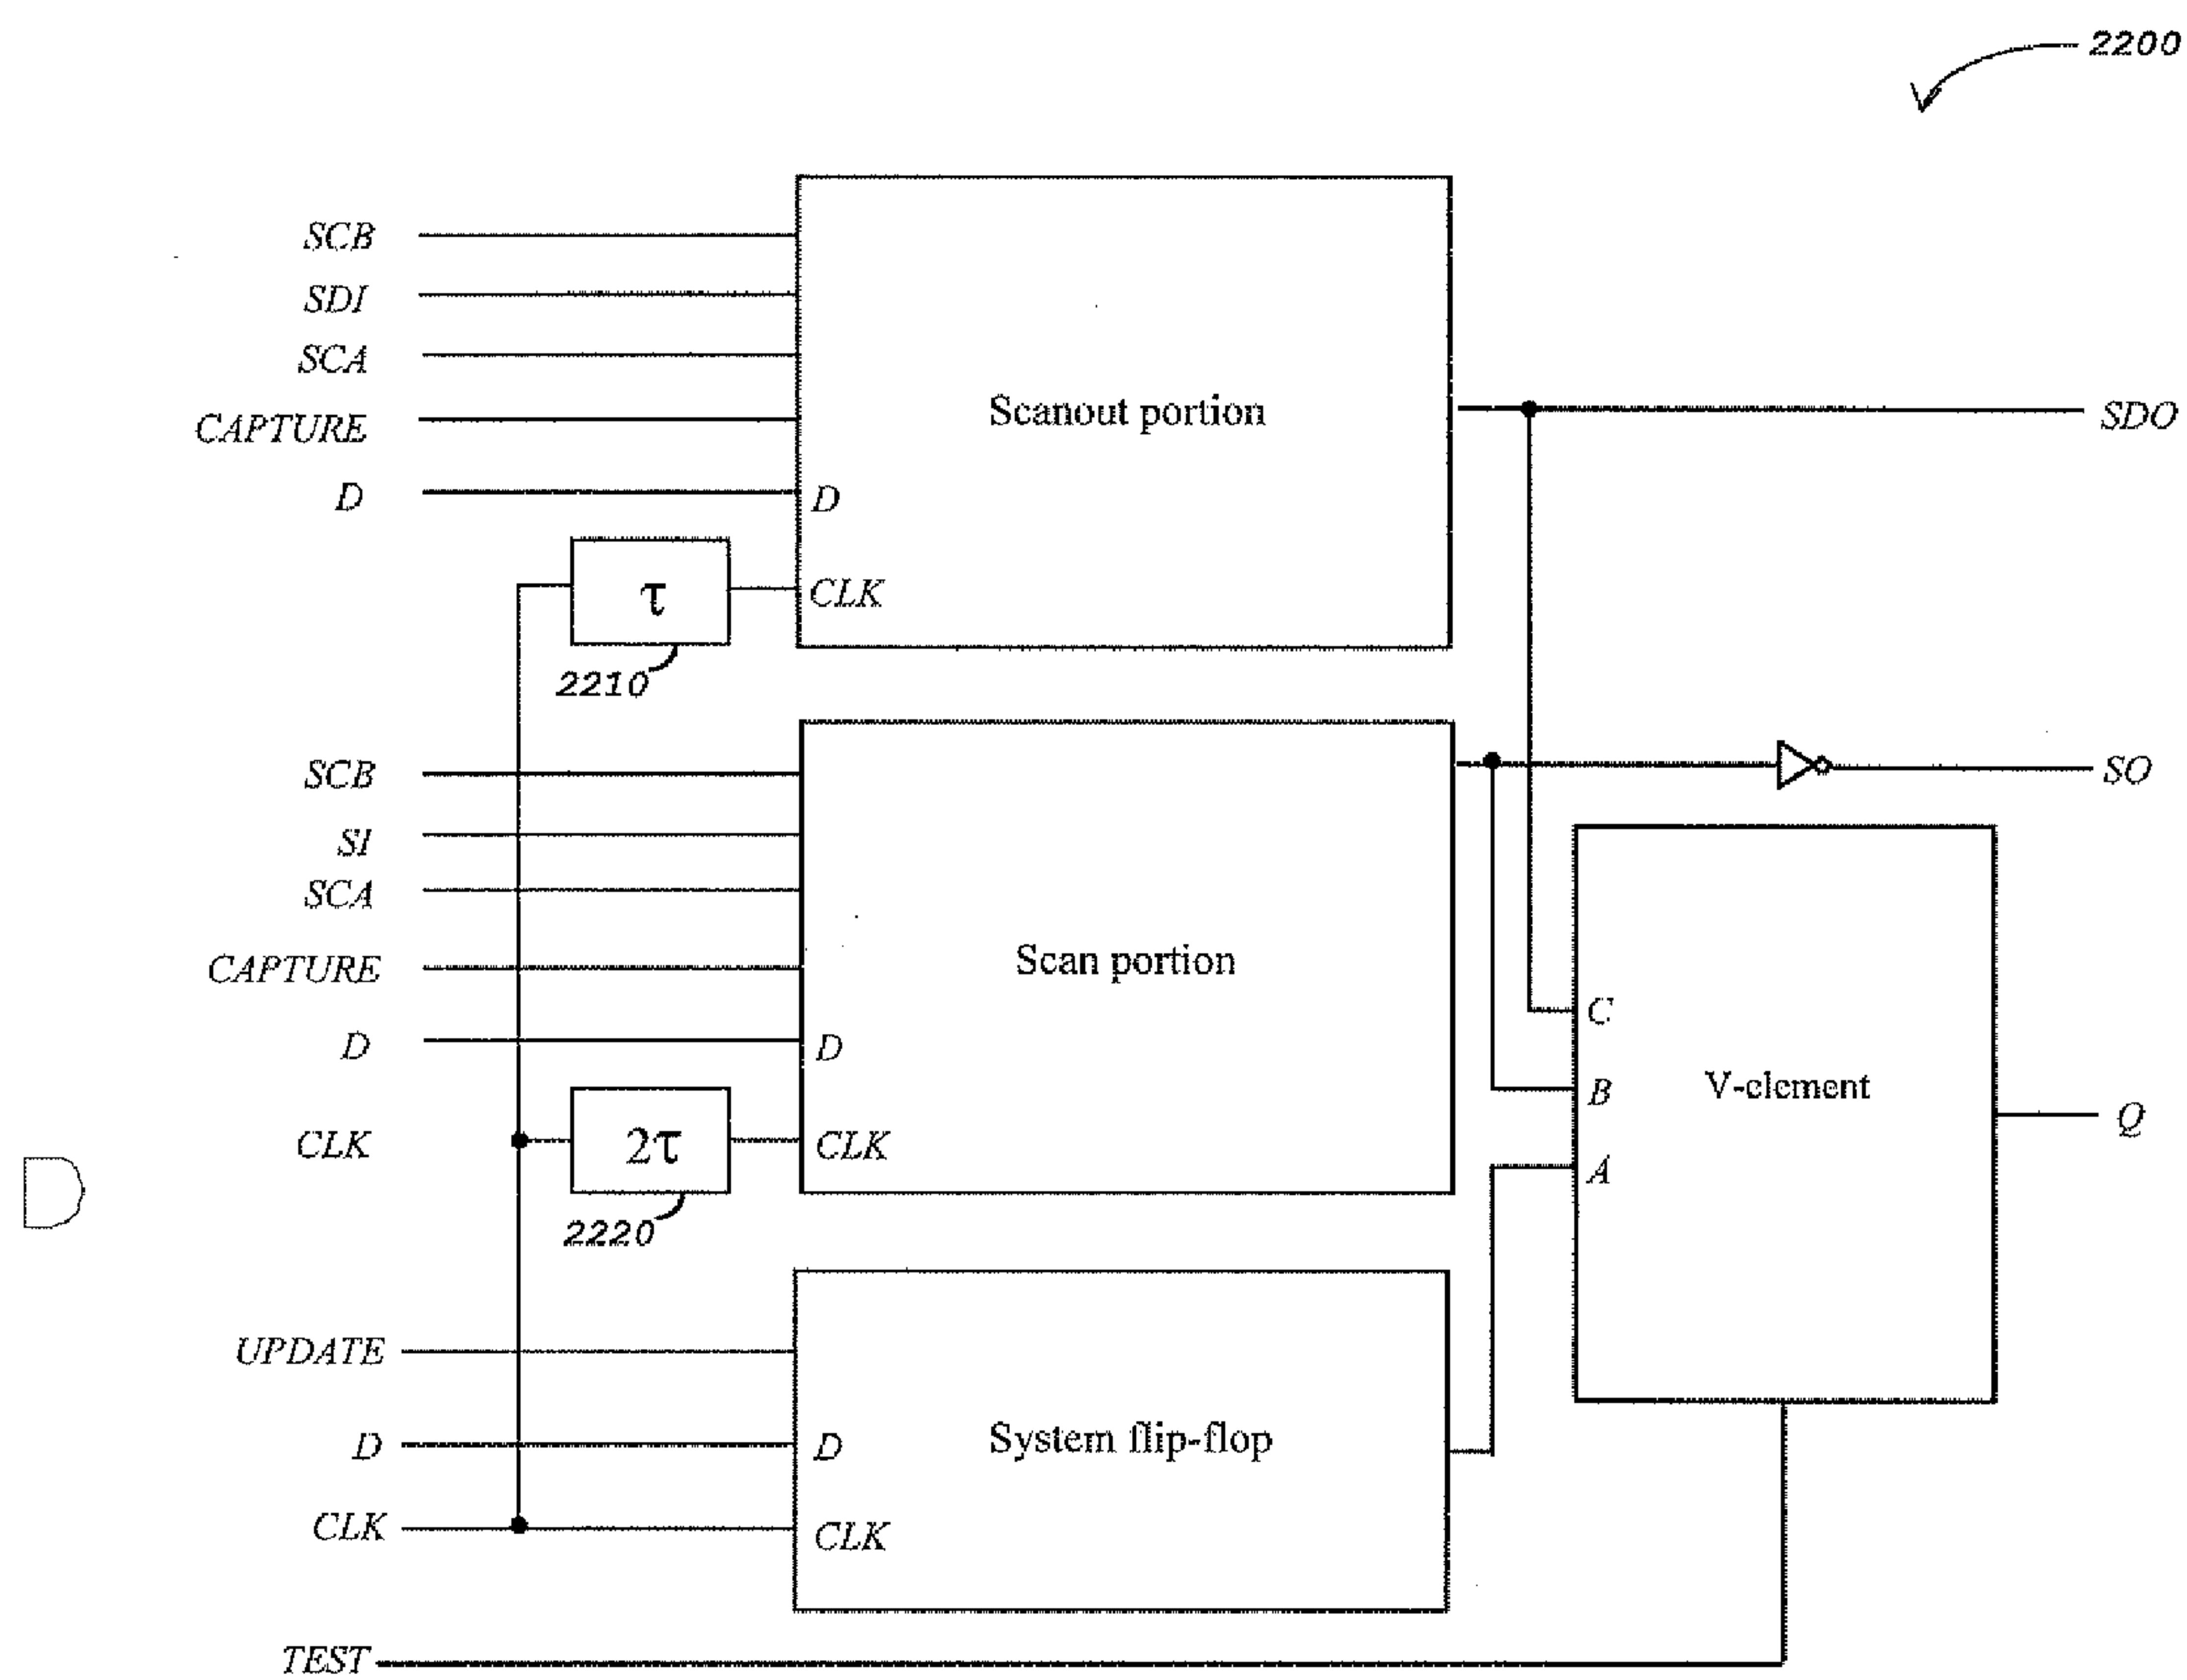 2200
SCB
SDI
SCA
CAPTURE
Scanout portion
SDO
D
D
τ
CLK
2210
SCB
SO
SI
SCA
CAPTURE
Scan portion
C
D
D
B
V-element
Q
CLK
2τ
CLK
A
2220
UPDATE
D
D
System flip-flop
CLK
CLK
TEST